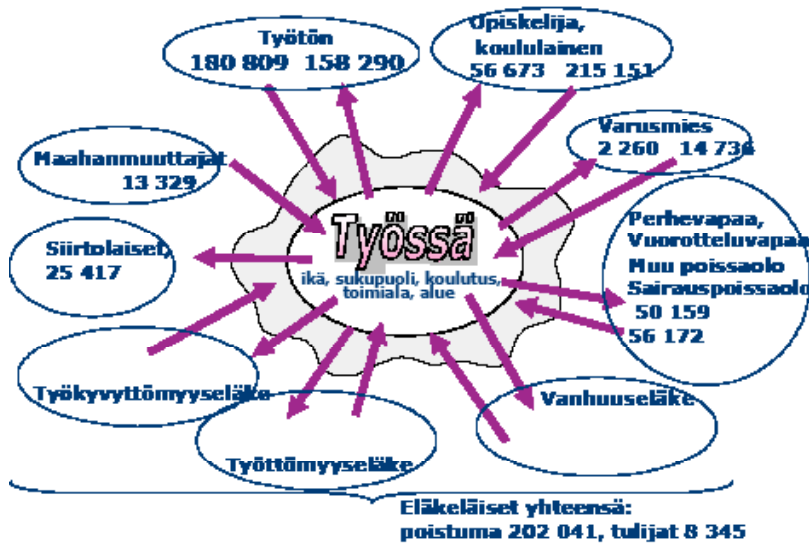 Työtön
180 809 158 290
Opiskelija,
koululainen
56 673 215 151
Varusmies
2 260 14 736
Maahanmuuttajat
13 329
Perhevapaa,
Vuorotteluvapaa
Muu poissaolo
Sairauspoissaolo
50 159
56 172
Työssä
ikä, sukupuoli, koulutus,
toimiala, alue
Siirtolaiset,
25 417
Työkyvyttömyyseläke
Vanhuuseläke
Työttömyyseläke
Eläkeläiset yhteensä:
poistuma 202 041, tulijat 8 345